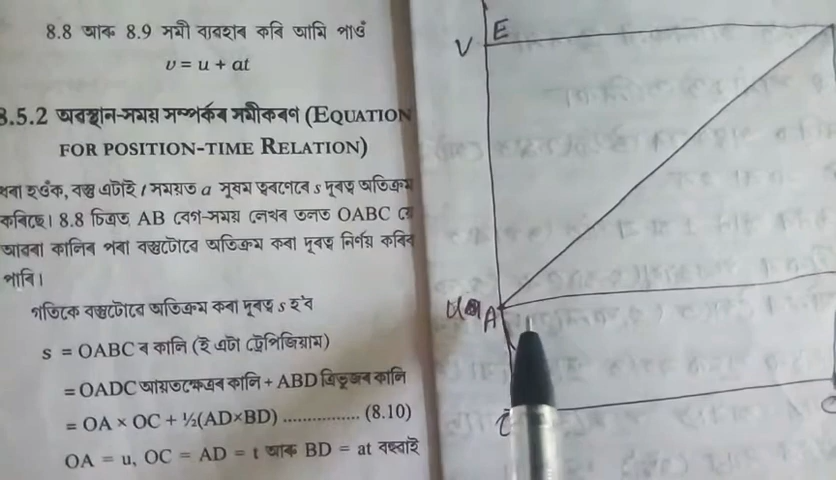 8.8 আৰু 8.9 সমী ব্যৱহাৰ কৰি আমি পাওঁ
v = u + at
8.5.2 অৱস্থান-সময় সম্পৰ্কৰ সমীকৰণ (EQUATION
FOR POSITION-TIME RELATION)
ধৰা হওঁক, বস্তু এটাই t সময়ত a সুষম ত্বৰণেৰে s দূৰত্ব অতিক্ৰম
কৰিছে। 8.8 চিত্ৰত AB বেগ-সময় লেখৰ তলত OABC ৰে
আৱৰা কালিৰ পৰা বস্তুটোৱে অতিক্ৰম কৰা দূৰত্ব নিৰ্ণয় কৰিব
পাৰি।
গতিকে বস্তুটোৱে অতিক্ৰম কৰা দূৰত্ব s হ'ব
s = OABC ৰ কালি (ই এটা ট্ৰেপিজিয়াম)
= OADC আয়তক্ষেত্ৰৰ কালি + ABD ত্ৰিভূজৰ কালি
= OA × OC + ½(AD×BD) ................ (8.10)
OA = u, OC = AD = t আৰু BD = at বহুৱাই
V E
U A